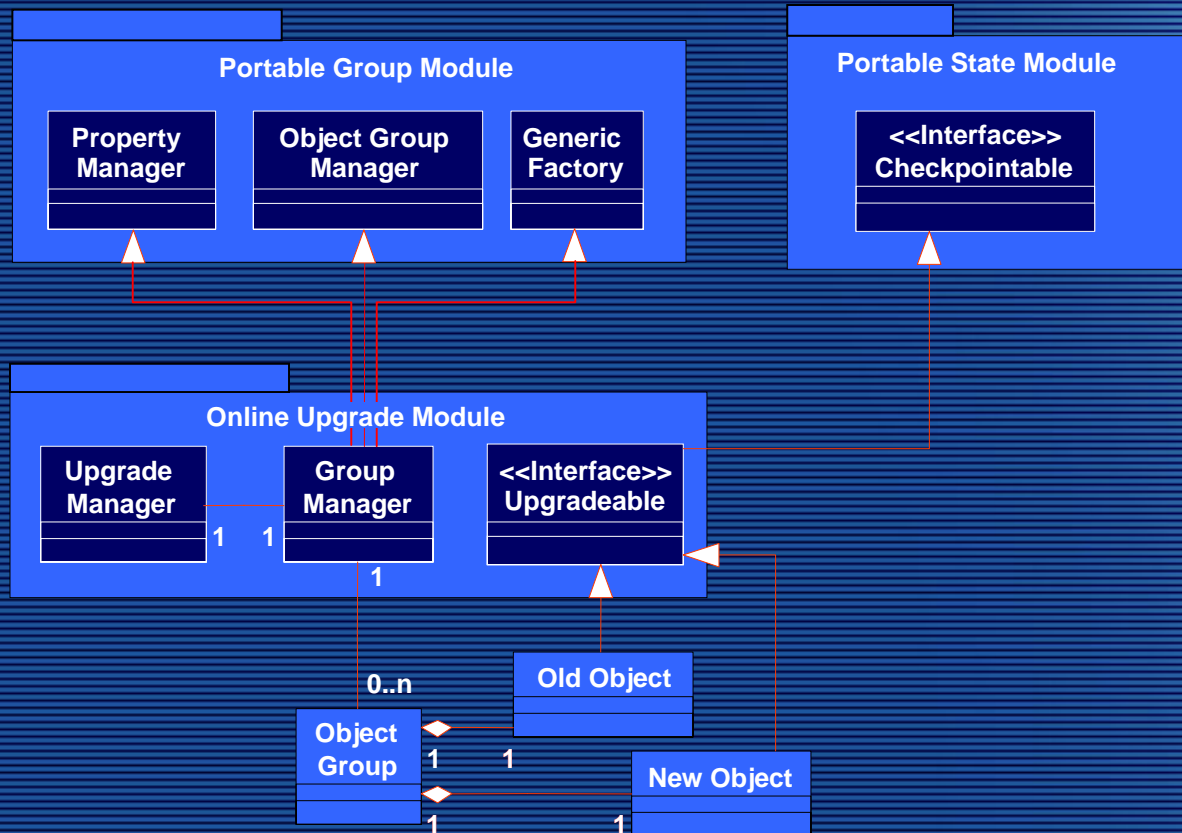 Portable Group Module
Property
Manager
Object Group
Manager
Generic
Factory
Portable State Module
<<Interface>>
Checkpointable
Online Upgrade Module
Upgrade
Manager
1
1
Group
Manager
1
<<Interface>>
Upgradeable
0..n
Object
Group
1
1
Old Object
1
1
New Object